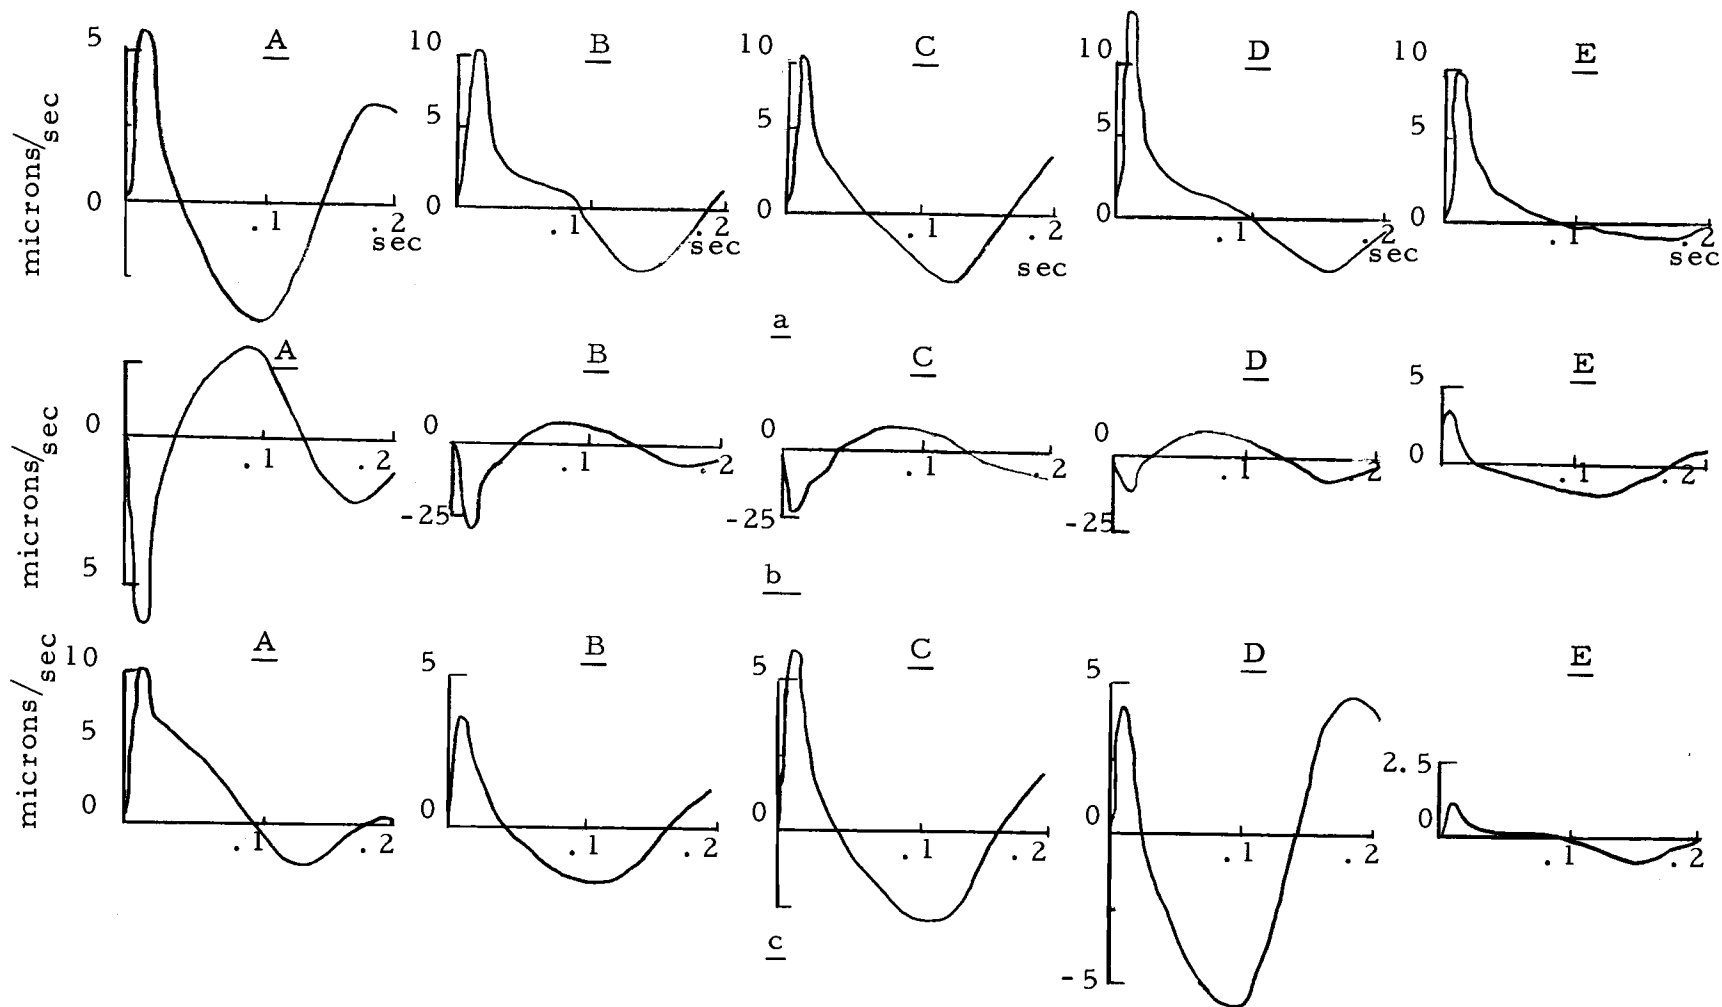 A B C D E
5 10 10 10 10
5 5 5 5
microns/sec
0 0 0 0 0
.1 .2 .1 .2 .1 .2 .1 .2 .1 .2
sec sec sec sec sec
a
A B C D E
5
microns/sec
0 0 0 0 0
.1 .2 .1 .2 .1 .2 .1 .2 .1 .2
-25 -25 -25
5
b
A B C D E
10 5 5 5 2.5
5
microns/sec
0 0 0 0 0
.1 .2 .1 .2 .1 .2 .1 .2 .1 .2
-5
c